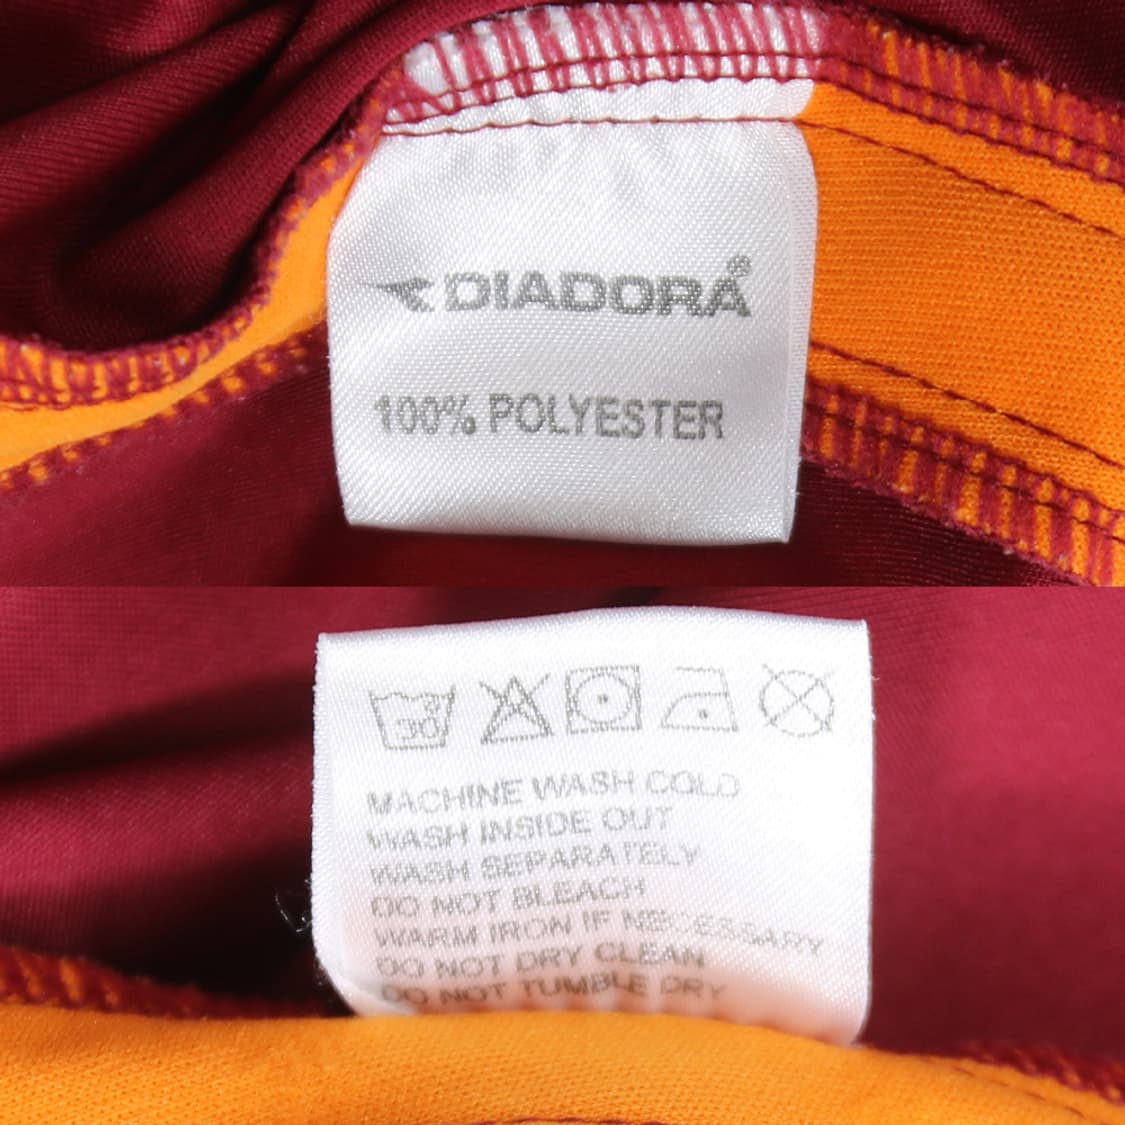 DIADORA®
100% POLYESTER
30
MACHINE WASH COLD
WASH INSIDE OUT
WASH SEPARATELY
DO NOT BLEACH
WARM IRON IF NECESSARY
DO NOT DRY CLEAN
DO NOT TUMBLE DRY